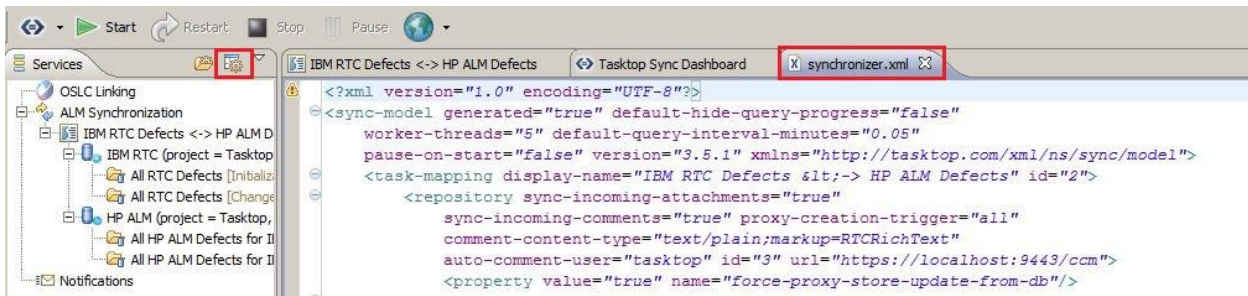 Start Restart Stop Pause
Services
IBM RTC Defects <-> HP ALM Defects Tasktop Sync Dashboard synchronizer.xml
OSLC Linking
ALM Synchronization
IBM RTC Defects <-> HP ALM D
IBM RTC (project = Tasktop
All RTC Defects [Initializ
All RTC Defects [Change
HP ALM (project = Tasktop,
All HP ALM Defects for I
All HP ALM Defects for I
Notifications
<?xml version="1.0" encoding="UTF-8"?>
<sync-model generated="true" default-hide-query-progress="false"
worker-threads="5" default-query-interval-minutes="0.05"
pause-on-start="false" version="3.5.1" xmlns="http://tasktop.com/xml/ns/sync/model">
<task-mapping display-name="IBM RTC Defects &lt;-> HP ALM Defects" id="2">
<repository sync-incoming-attachments="true"
sync-incoming-comments="true" proxy-creation-trigger="all"
comment-content-type="text/plain;markup=RTCRichText"
auto-comment-user="tasktop" id="3" url="https://localhost:9443/ccm">
<property value="true" name="force-proxy-store-update-from-db"/>